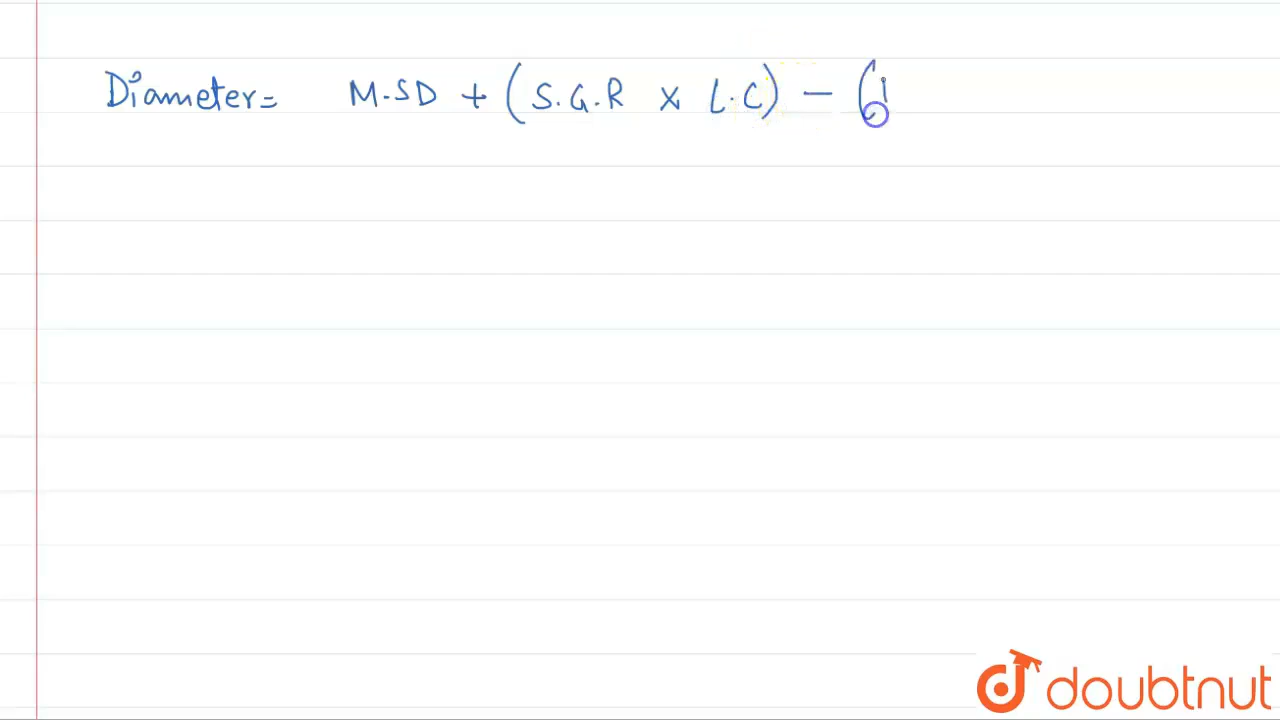 Diameter = M.SD + (S.G.R x L.C) - (
doubtnut